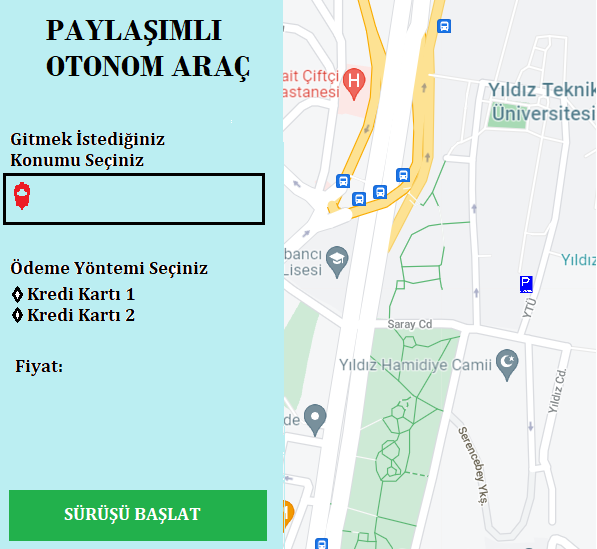 PAYLAŞIMLI
OTONOM ARAÇ
Gitmek İstediğiniz
Konumu Seçiniz
Ödeme Yöntemi Seçiniz
Kredi Kartı 1
Kredi Kartı 2
Fiyat:
SÜRÜŞÜ BAŞLAT
ait Çiftçi
astanesi
H
Yıldız Teknik
Üniversitesi
bancı
Lisesi
Yıldız
P
YTÜ
Saray Cd
Yıldız Hamidiye Camii
Yıldız Cd.
de
Serencebey Ykş.